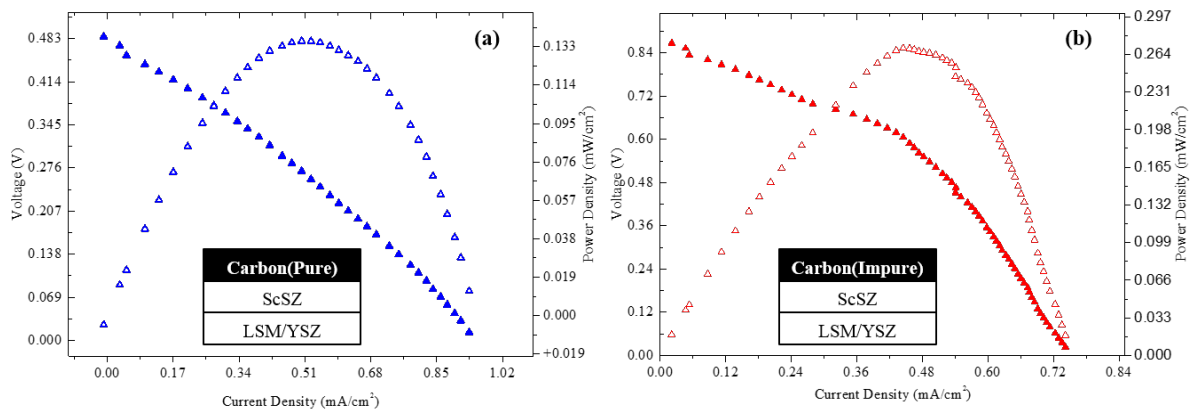 (a)
Voltage (V)
0.483
0.414
0.345
0.276
0.207
0.138
0.069
0.000
0.133
0.114
0.095
0.076
0.057
0.038
0.019
0.000
+0.019
Power Density (mW/cm²)
Carbon(Pure)
ScSZ
LSM/YSZ
0.00 0.17 0.34 0.51 0.68 0.85 1.02
Current Density (mA/cm²)
(b)
Voltage (V)
0.84
0.72
0.60
0.48
0.36
0.24
0.12
0.00
0.297
0.264
0.231
0.198
0.165
0.132
0.099
0.066
0.033
0.000
Power Density (mW/cm²)
Carbon(Impure)
ScSZ
LSM/YSZ
0.00 0.12 0.24 0.36 0.48 0.60 0.72 0.84
Current Density (mA/cm²)